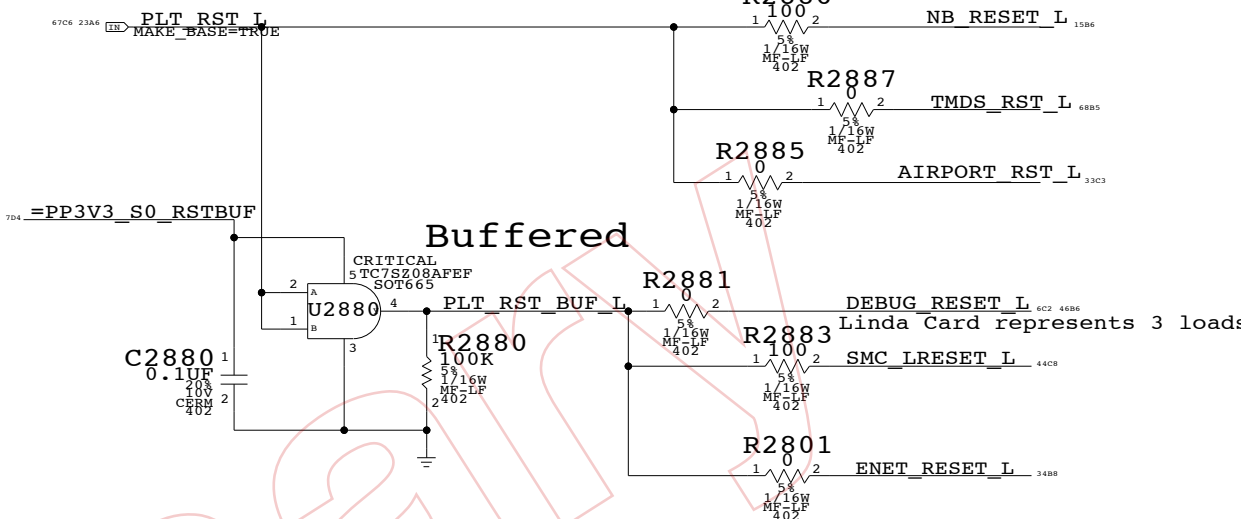 67C6 23A6 IN PLT_RST_L
MAKE_BASE=TRUE
100
1 2
5%
1/16W
MF-LF
402
NB_RESET_L 15B6
R2887
0
1 2
5%
1/16W
MF-LF
402
TMDS_RST_L 68B5
R2885
0
1 2
5%
1/16W
MF-LF
402
AIRPORT_RST_L 33C3
7D4 =PP3V3_S0_RSTBUF
Buffered
CRITICAL
5 TC7SZ08AFEF
SOT665
2 A
U2880
1 B
4
3
PLT_RST_BUF_L
C2880 1
0.1UF
20%
10V
CERM
402
2
1 R2880
100K
5%
1/16W
MF-LF
2 402
R2881
0
1 2
5%
1/16W
MF-LF
402
DEBUG_RESET_L 6C2 46B6
Linda Card represents 3 loads
R2883
100
1 2
5%
1/16W
MF-LF
402
SMC_LRESET_L 44C8
R2801
0
1 2
5%
1/16W
MF-LF
402
ENET_RESET_L 34B8
ary